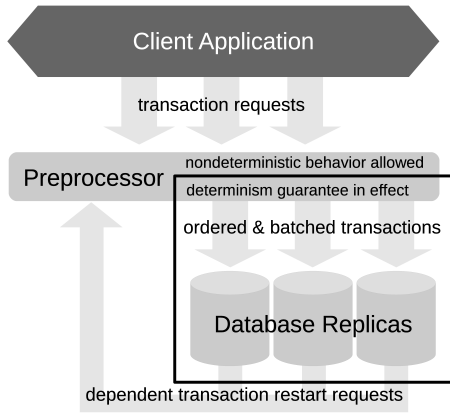 Client Application
transaction requests
nondeterministic behavior allowed
Preprocessor
determinism guarantee in effect
ordered & batched transactions
Database Replicas
dependent transaction restart requests